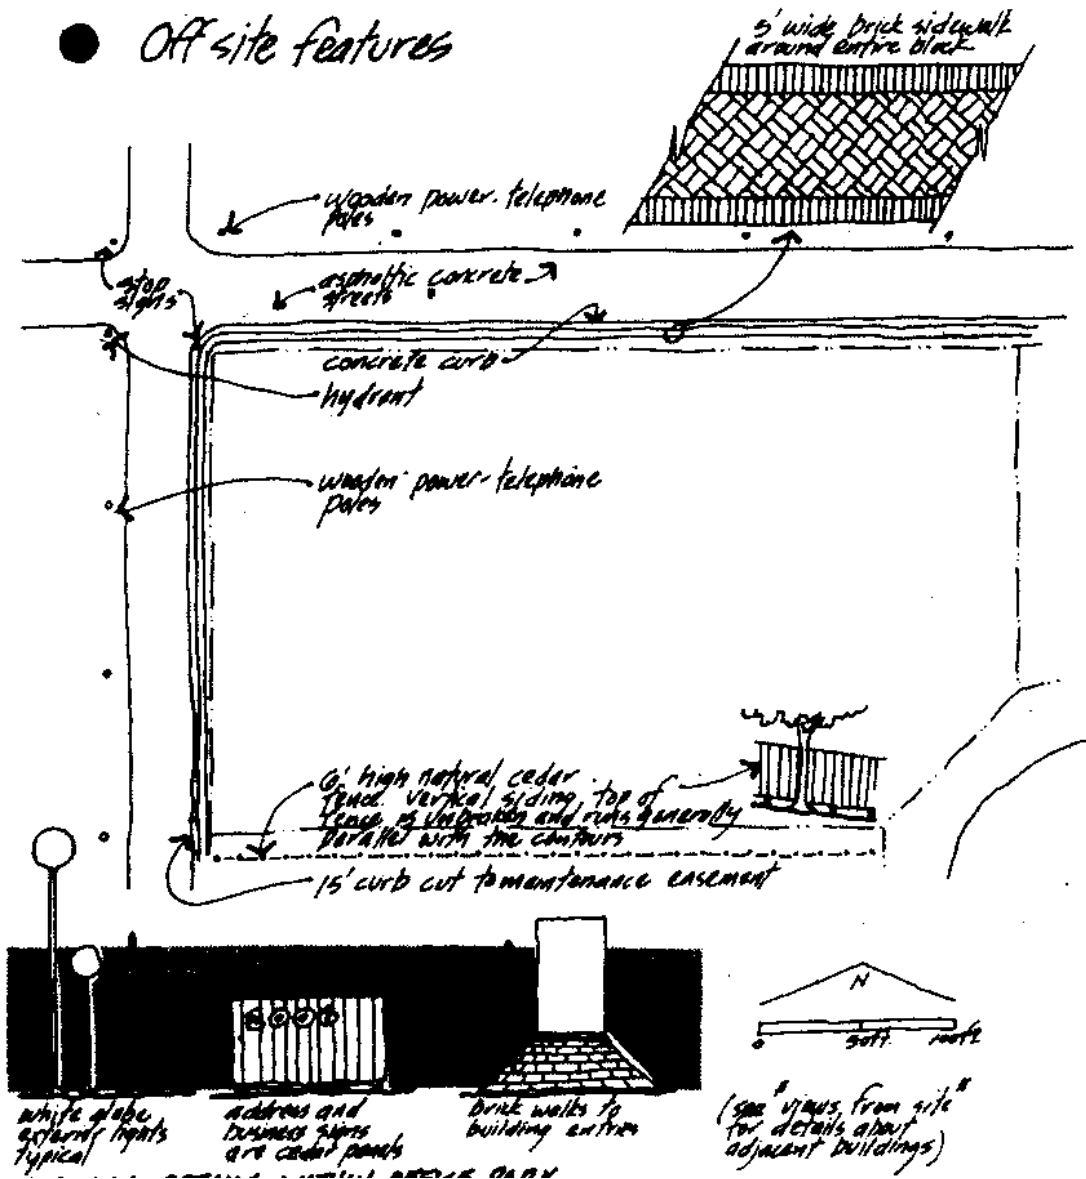 Off site features
5' wide brick sidewalk
around entire block
wooden power-telephone
poles
stop
signs
asphaltic concrete
streets
concrete curb
hydrant
wooden power-telephone
poles
6' high natural cedar
fence. vertical siding, top of
fence is unbroken and runs generally
parallel with the contours
15' curb cut to maintenance easement
N
0 50ft. 100ft
white globe
exterior lights
typical
address and
business signs
are cedar panels
brick walks to
building entries
(see "views from site"
for details about
adjacent buildings)
OFFICE PARK